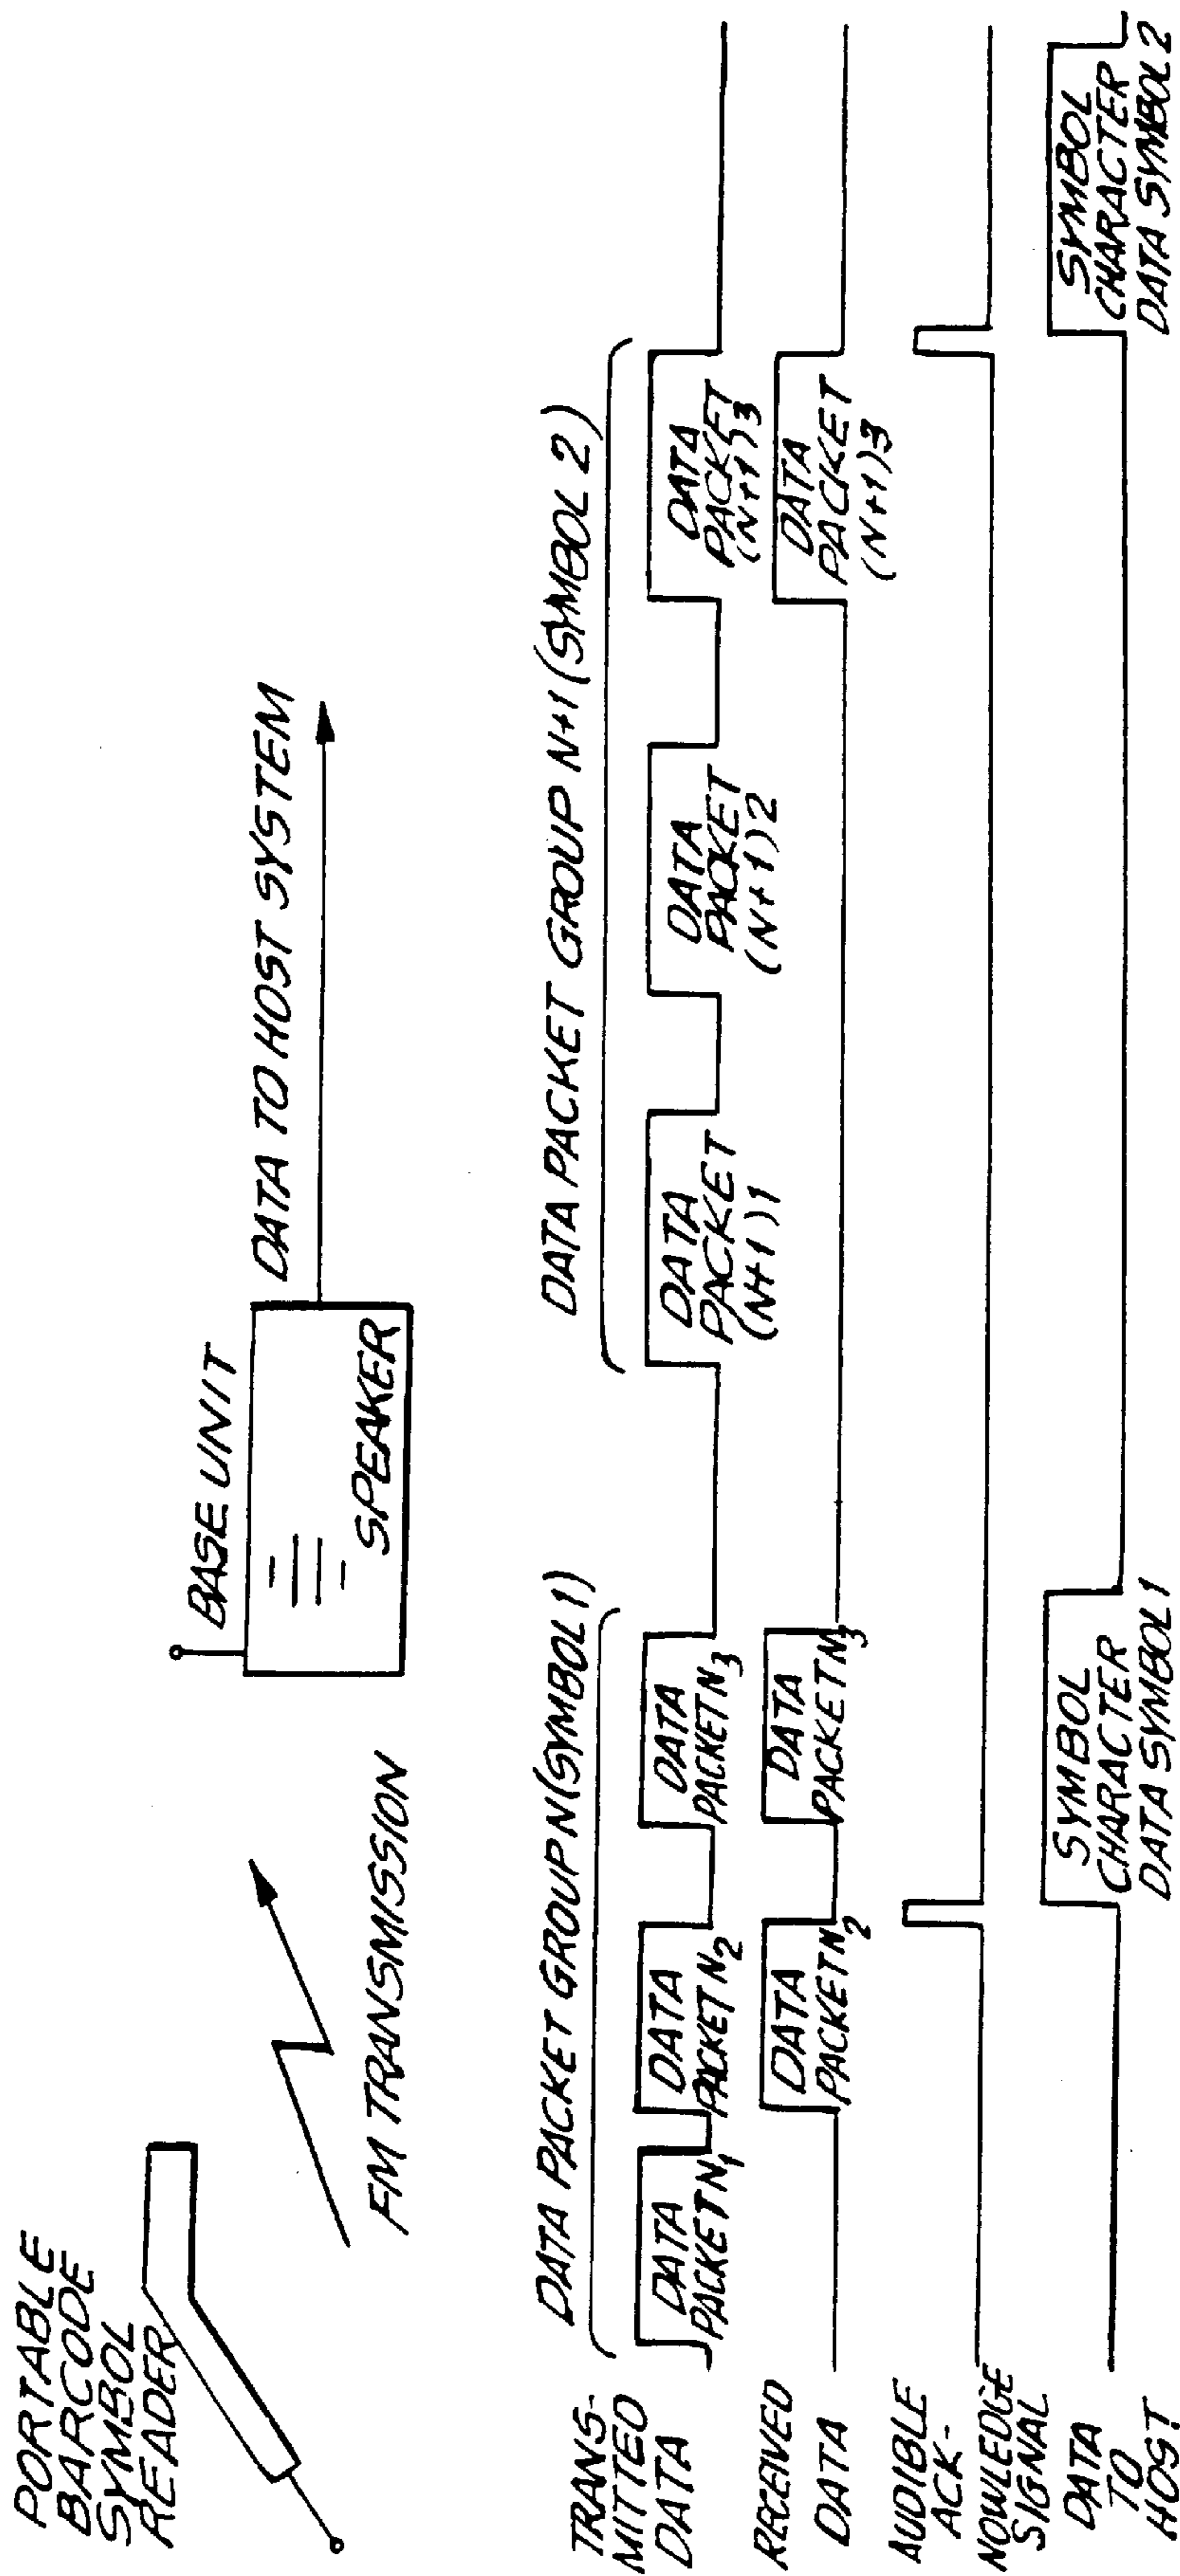 PORTABLE
BARCODE
SYMBOL
READER
FM TRANSMISSION
BASE UNIT
SPEAKER
DATA TO HOST SYSTEM
DATA PACKET GROUP N(SYMBOL 1)
DATA PACKET GROUP N+1(SYMBOL 2)
TRANS-
MITTED
DATA
DATA
PACKET N1
DATA
PACKET N2
DATA
PACKET N3
DATA
PACKET
(N+1)1
DATA
PACKET
(N+1)2
DATA
PACKET
(N+1)3
RECEIVED
DATA
DATA
PACKET N2
DATA
PACKET N3
DATA
PACKET
(N+1)3
AUDIBLE
ACK-
NOWLEDGE
SIGNAL
DATA
TO
HOST
SYMBOL
CHARACTER
DATA SYMBOL 1
SYMBOL
CHARACTER
DATA SYMBOL 2